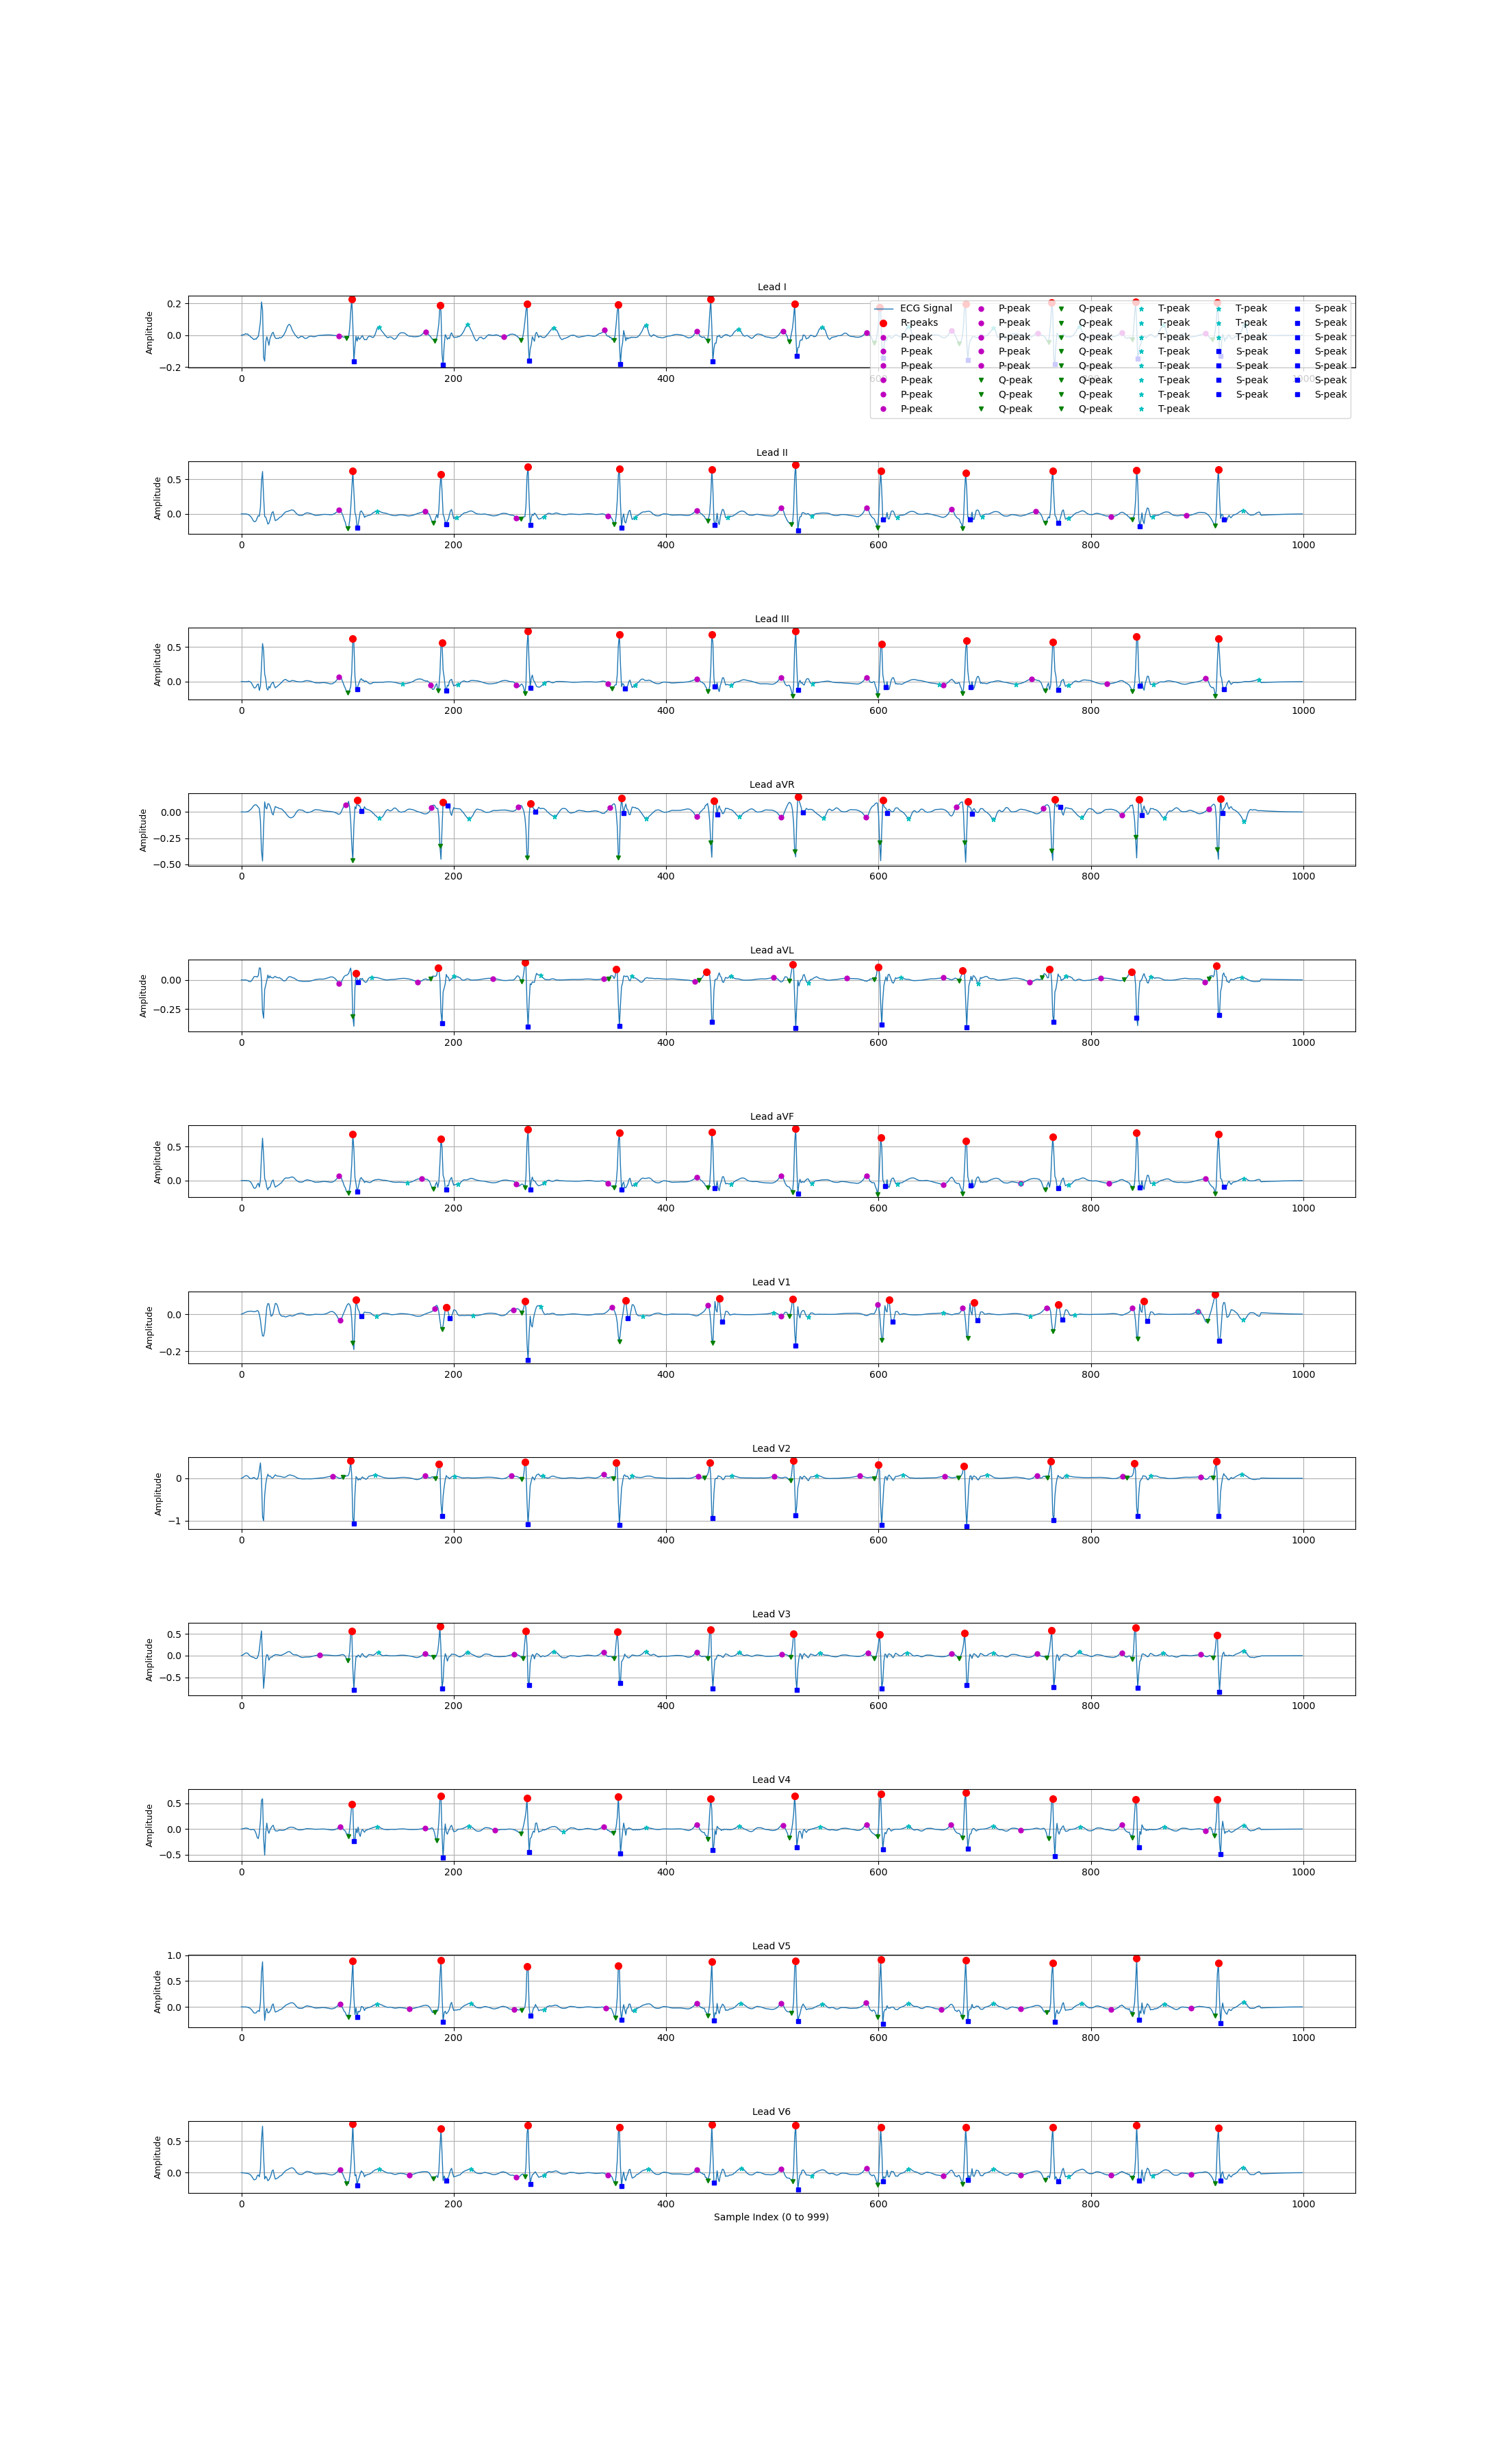 Lead I
Amplitude
0.2
0.0
−0.2
0 200 400 600 800 1000
ECG Signal P-peak Q-peak T-peak T-peak S-peak
R-peaks P-peak Q-peak T-peak T-peak S-peak
P-peak P-peak Q-peak T-peak T-peak S-peak
P-peak P-peak Q-peak T-peak S-peak S-peak
P-peak P-peak Q-peak T-peak S-peak S-peak
P-peak Q-peak Q-peak T-peak S-peak S-peak
P-peak Q-peak Q-peak T-peak S-peak S-peak
P-peak Q-peak Q-peak T-peak
Lead II
Amplitude
0.5
0.0
0 200 400 600 800 1000
Lead III
Amplitude
0.5
0.0
0 200 400 600 800 1000
Lead aVR
Amplitude
0.00
−0.25
−0.50
0 200 400 600 800 1000
Lead aVL
Amplitude
0.00
−0.25
0 200 400 600 800 1000
Lead aVF
Amplitude
0.5
0.0
0 200 400 600 800 1000
Lead V1
Amplitude
0.0
−0.2
0 200 400 600 800 1000
Lead V2
Amplitude
0
−1
0 200 400 600 800 1000
Lead V3
Amplitude
0.5
0.0
−0.5
0 200 400 600 800 1000
Lead V4
Amplitude
0.5
0.0
−0.5
0 200 400 600 800 1000
Lead V5
Amplitude
1.0
0.5
0.0
0 200 400 600 800 1000
Lead V6
Amplitude
0.5
0.0
0 200 400 600 800 1000
Sample Index (0 to 999)